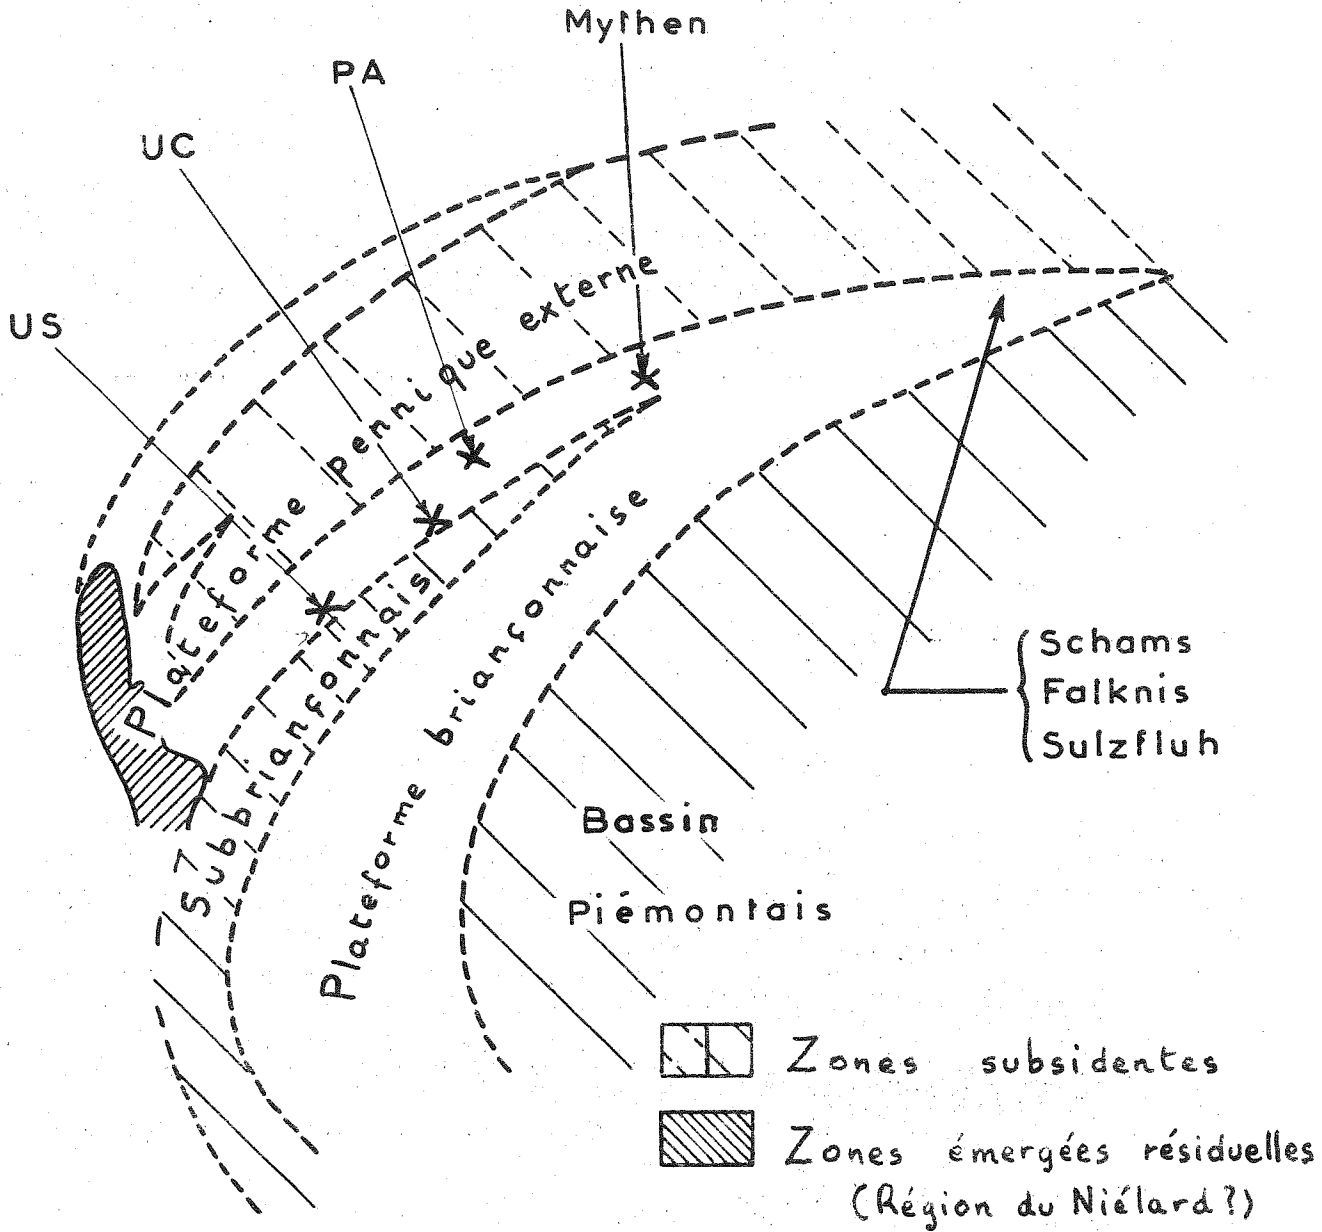 Mythen
PA
UC
US
Plateforme pennique externe
Subbriançonnais
Plateforme briançonnaise
Schams
Falknis
Sulzfluh
Bassin
Piémontais
Zones subsidentes
Zones émergées résiduelles
(Région du Niélard?)